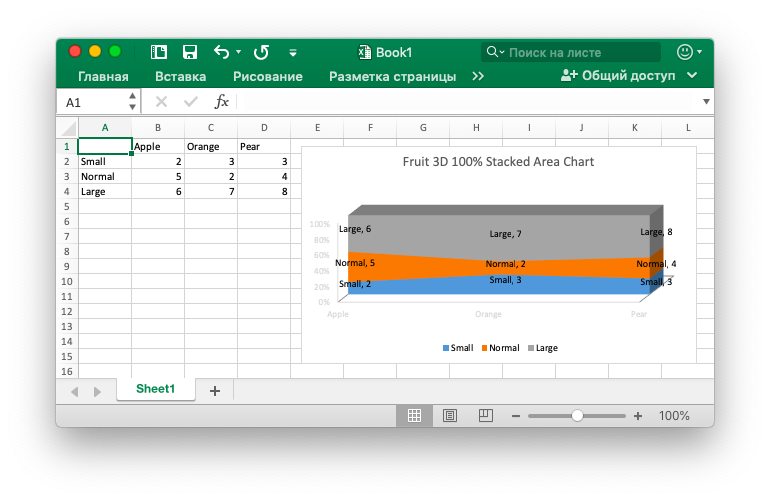 Book1
Поиск на листе
Главная Вставка Рисование Разметка страницы >> Общий доступ
A1 fx
A B C D E F G H I J K L
1 Apple Orange Pear
2 Small 2 3 3
3 Normal 5 2 4
4 Large 6 7 8
5
6
7
8
9
10
11
12
13
14
15
16
Fruit 3D 100% Stacked Area Chart
100%
80%
60%
40%
20%
0%
Large, 6 Large, 7 Large, 8
Normal, 5 Normal, 2 Normal, 4
Small, 2 Small, 3 Small, 3
Apple Orange Pear
Small Normal Large
Sheet1 +
100%